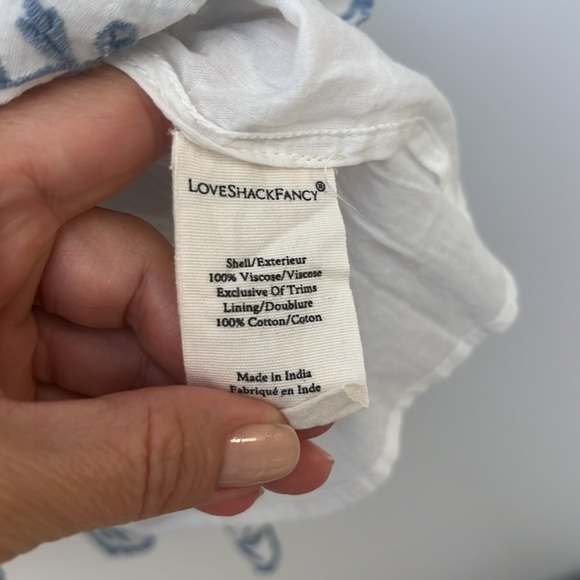 LoveShackFancy®
Shell/Exterieur
100% Viscose/Viscose
Exclusive Of Trims
Lining/Doublure
100% Cotton/Coton
Made in India
Fabriqué en Inde